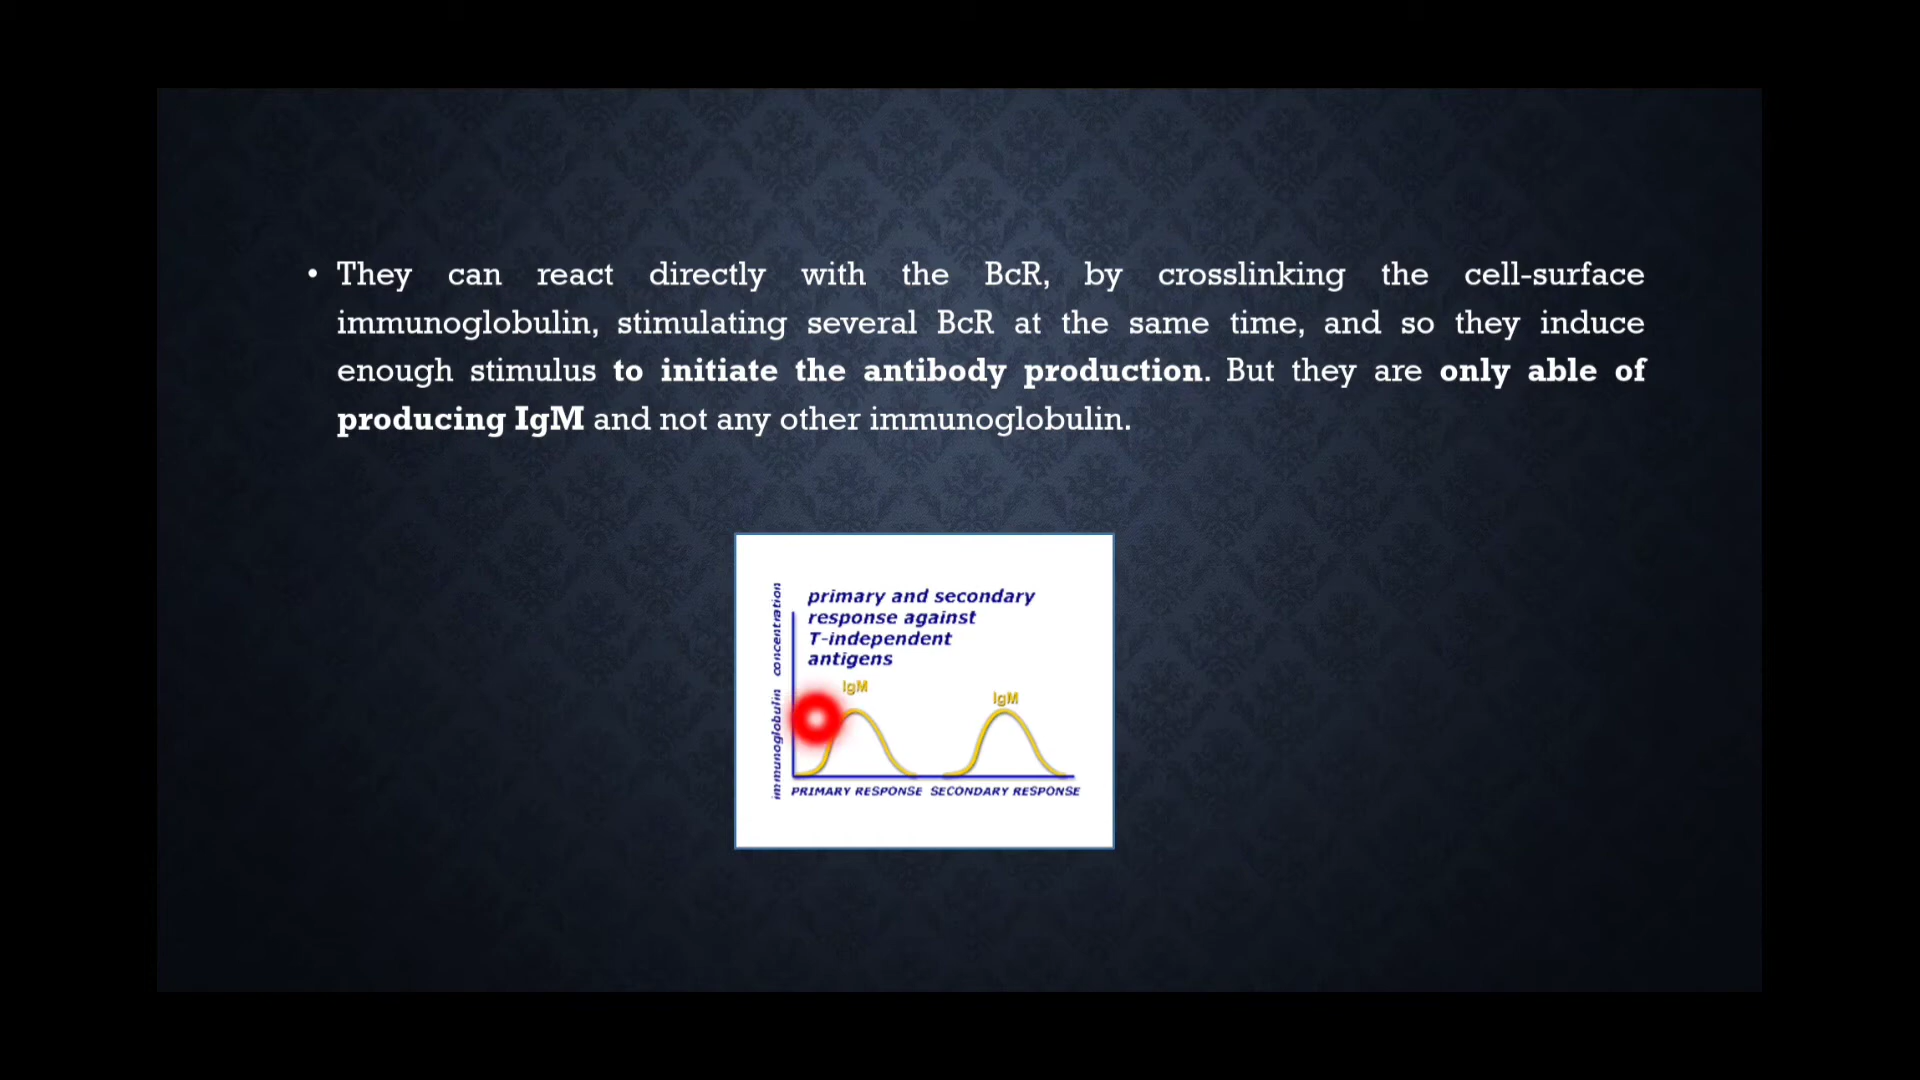 • They can react directly with the BcR, by crosslinking the cell-surface
immunoglobulin, stimulating several BcR at the same time, and so they induce
enough stimulus to initiate the antibody production. But they are only able of
producing IgM and not any other immunoglobulin.
primary and secondary
response against
T-independent
antigens
immunoglobulin concentration
IgM
IgM
PRIMARY RESPONSE SECONDARY RESPONSE